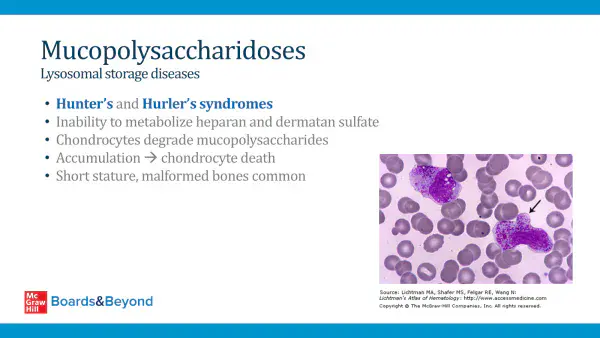 Mucopolysaccharidoses
Lysosomal storage diseases
• Hunter's and Hurler's syndromes
• Inability to metabolize heparan and dermatan sulfate
• Chondrocytes degrade mucopolysaccharides
• Accumulation → chondrocyte death
• Short stature, malformed bones common
Source: Lichtman MA, Shafer MS, Felgar RE, Wang N:
Lichtman's Atlas of Hematology: http://www.accessmedicine.com
Copyright © The McGraw-Hill Companies, Inc. All rights reserved.
Mc
Graw
Hill
Boards&Beyond